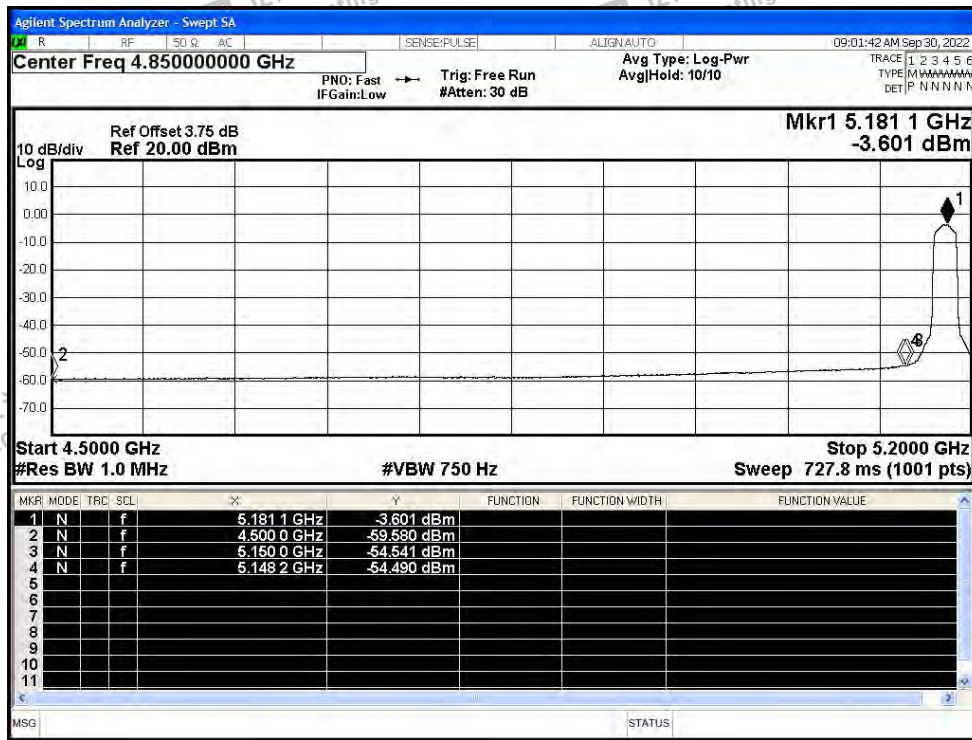 Agilent Spectrum Analyzer - Swept SA
LXI R RF 50 Ω AC SENSE:PULSE ALIGNAUTO 09:01:42 AM Sep 30, 2022
Center Freq 4.850000000 GHz Avg Type: Log-Pwr TRACE 1 2 3 4 5 6
PNO: Fast Trig: Free Run Avg|Hold: 10/10 TYPE M WWWWW
IFGain:Low #Atten: 30 dB DET P N N N N N
Mkr1 5.181 1 GHz
Ref Offset 3.75 dB
10 dB/div Ref 20.00 dBm -3.601 dBm
Log
10.0
0.00
1
-10.0
-20.0
-30.0
-40.0
4 3
-50.0
2
-60.0
-70.0
Start 4.5000 GHz Stop 5.2000 GHz
#Res BW 1.0 MHz #VBW 750 Hz Sweep 727.8 ms (1001 pts)
MKR MODE TRC SCL X Y FUNCTION FUNCTION WIDTH FUNCTION VALUE
1 N f 5.181 1 GHz -3.601 dBm
2 N f 4.500 0 GHz -59.580 dBm
3 N f 5.150 0 GHz -54.541 dBm
4 N f 5.148 2 GHz -54.490 dBm
5
6
7
8
9
10
11
MSG STATUS